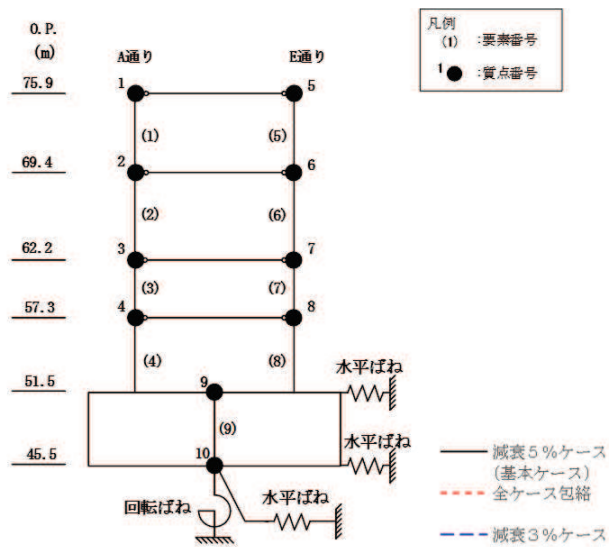 O.P.
(m)
A通り
E通り
凡例
(1) :要素番号
1 :質点番号
75.9
1
5
(1)
(5)
69.4
2
6
(2)
(6)
62.2
3
7
(3)
(7)
57.3
4
8
(4)
(8)
水平ばね
51.5
9
(9)
水平ばね
45.5
10
回転ばね
水平ばね
減衰5%ケース
(基本ケース)
全ケース包絡
減衰3%ケース